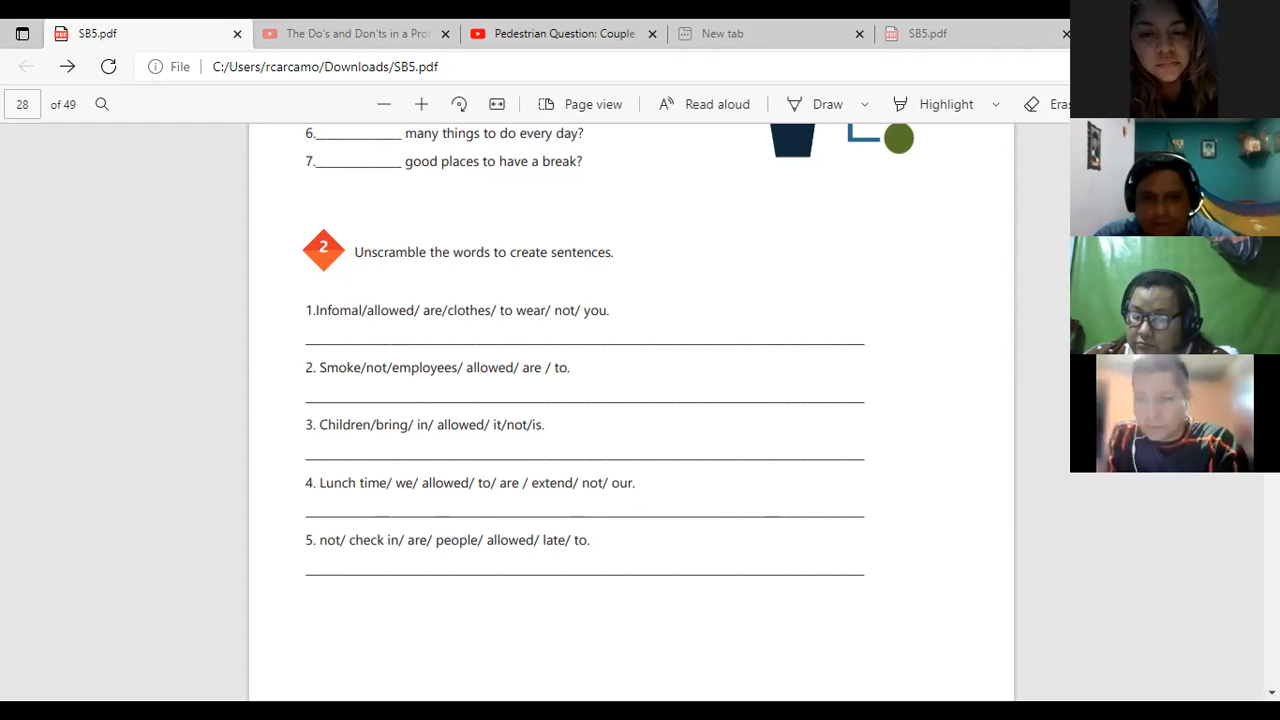 SB5.pdf
The Do's and Don'ts in a Prof
Pedestrian Question: Couple
New tab
SB5.pdf
File
C:/Users/rcarcamo/Downloads/SB5.pdf
28 of 49
Page view
Read aloud
Draw
Highlight
Eras
6._____________ many things to do every day?
7._____________ good places to have a break?
2 Unscramble the words to create sentences.
1.Infomal/allowed/ are/clothes/ to wear/ not/ you.
2. Smoke/not/employees/ allowed/ are / to.
3. Children/bring/ in/ allowed/ it/not/is.
4. Lunch time/ we/ allowed/ to/ are / extend/ not/ our.
5. not/ check in/ are/ people/ allowed/ late/ to.